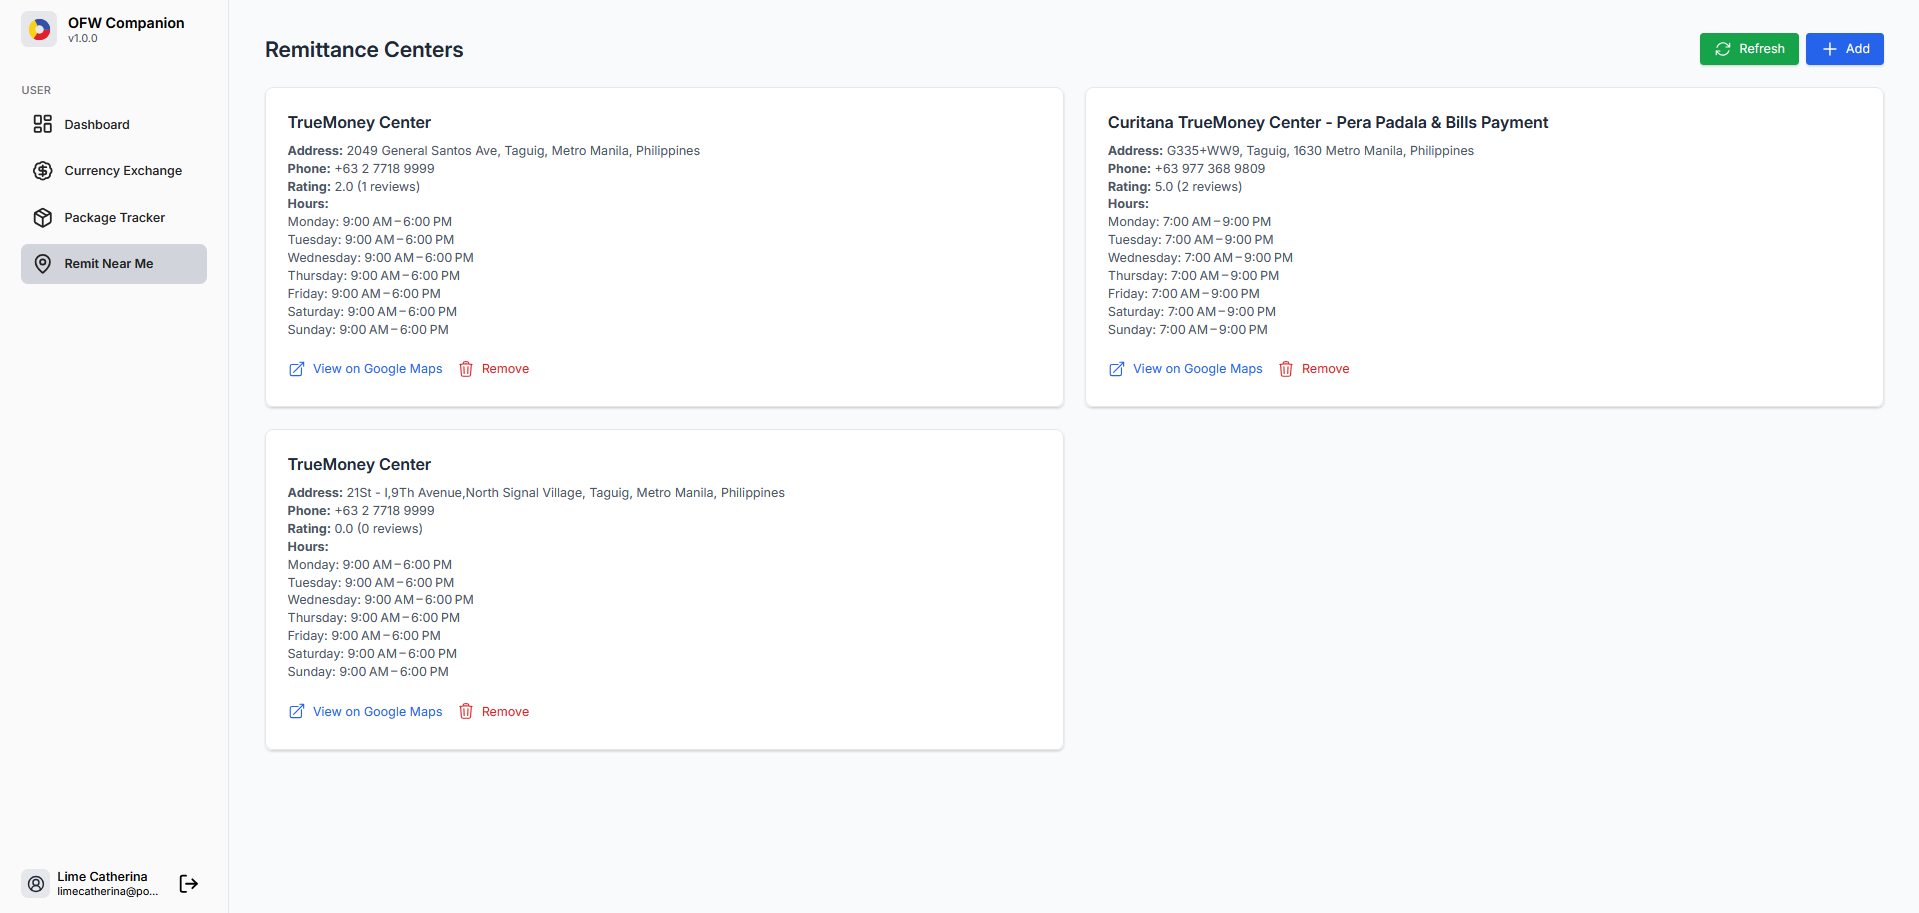 OFW Companion
v1.0.0
USER
Dashboard
Currency Exchange
Package Tracker
Remit Near Me
Lime Catherina
limecatherina@po...
Remittance Centers
Refresh
Add
TrueMoney Center
Address: 2049 General Santos Ave, Taguig, Metro Manila, Philippines
Phone: +63 2 7718 9999
Rating: 2.0 (1 reviews)
Hours:
Monday: 9:00 AM – 6:00 PM
Tuesday: 9:00 AM – 6:00 PM
Wednesday: 9:00 AM – 6:00 PM
Thursday: 9:00 AM – 6:00 PM
Friday: 9:00 AM – 6:00 PM
Saturday: 9:00 AM – 6:00 PM
Sunday: 9:00 AM – 6:00 PM
View on Google Maps
Remove
Curitana TrueMoney Center - Pera Padala & Bills Payment
Address: G335+WW9, Taguig, 1630 Metro Manila, Philippines
Phone: +63 977 368 9809
Rating: 5.0 (2 reviews)
Hours:
Monday: 7:00 AM – 9:00 PM
Tuesday: 7:00 AM – 9:00 PM
Wednesday: 7:00 AM – 9:00 PM
Thursday: 7:00 AM – 9:00 PM
Friday: 7:00 AM – 9:00 PM
Saturday: 7:00 AM – 9:00 PM
Sunday: 7:00 AM – 9:00 PM
View on Google Maps
Remove
TrueMoney Center
Address: 21St - I,9Th Avenue,North Signal Village, Taguig, Metro Manila, Philippines
Phone: +63 2 7718 9999
Rating: 0.0 (0 reviews)
Hours:
Monday: 9:00 AM – 6:00 PM
Tuesday: 9:00 AM – 6:00 PM
Wednesday: 9:00 AM – 6:00 PM
Thursday: 9:00 AM – 6:00 PM
Friday: 9:00 AM – 6:00 PM
Saturday: 9:00 AM – 6:00 PM
Sunday: 9:00 AM – 6:00 PM
View on Google Maps
Remove